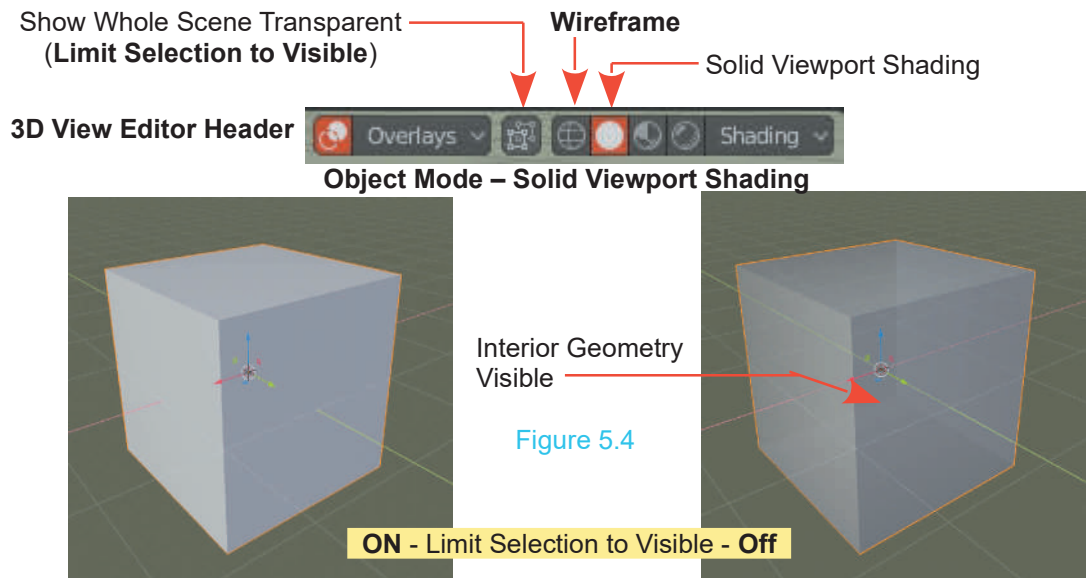 Show Whole Scene Transparent
(Limit Selection to Visible)
Wireframe
Solid Viewport Shading
3D View Editor Header
Overlays
Shading
Object Mode – Solid Viewport Shading
Interior Geometry
Visible
Figure 5.4
ON - Limit Selection to Visible - Off